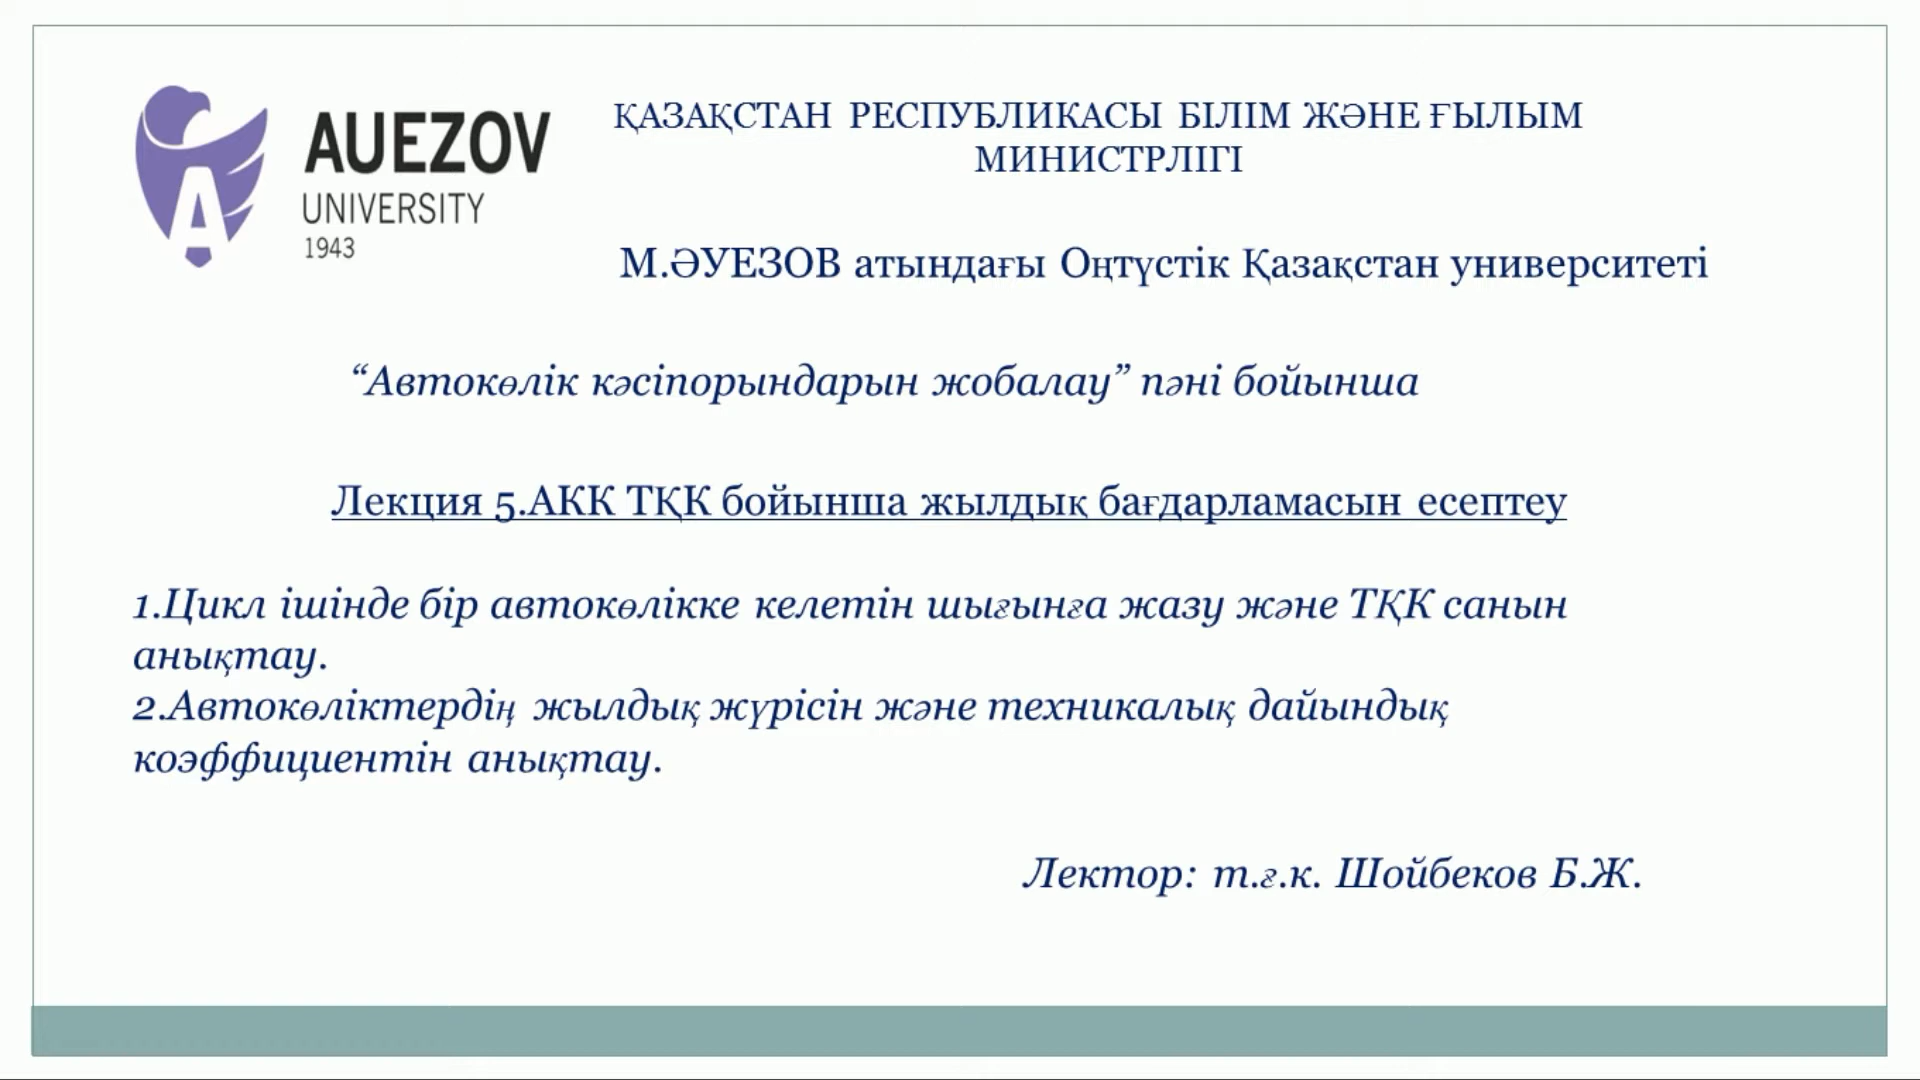 AUEZOV
UNIVERSITY
1943
ҚАЗАҚСТАН РЕСПУБЛИКАСЫ БІЛІМ ЖӘНЕ ҒЫЛЫМ
МИНИСТРЛІГІ
М.ӘУЕЗОВ атындағы Оңтүстік Қазақстан университеті
“Автокөлік кәсіпорындарын жобалау” пәні бойынша
Лекция 5.АКК ТҚК бойынша жылдық бағдарламасын есептеу
1.Цикл ішінде бір автокөлікке келетін шығынға жазу және ТҚК санын
анықтау.
2.Автокөліктердің жылдық жүрісін және техникалық дайындық
коэффициентін анықтау.
Лектор: т.ғ.к. Шойбеков Б.Ж.